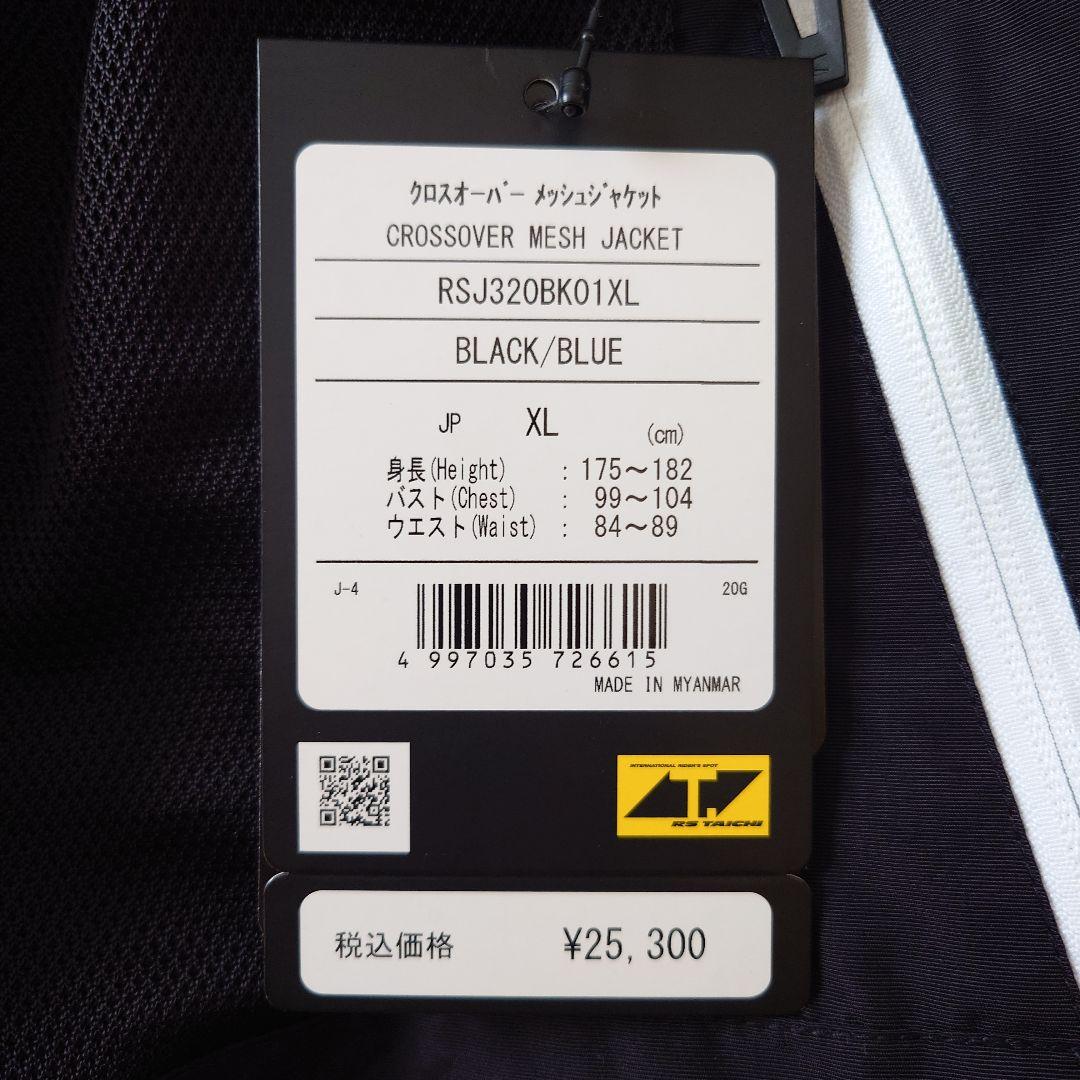 ｸﾛｽｵｰﾊﾞｰ ﾒｯｼｭｼﾞｬｹｯﾄ
CROSSOVER MESH JACKET
RSJ320BK01XL
BLACK/BLUE
JP XL (cm)
身長(Height) : 175～182
バスト(Chest) : 99～104
ウエスト(Waist) : 84～89
J-4 20G
4 997035 726615
MADE IN MYANMAR
INTERNATIONAL RIDER'S SPOT
RS TAICHI
税込価格 ¥25,300